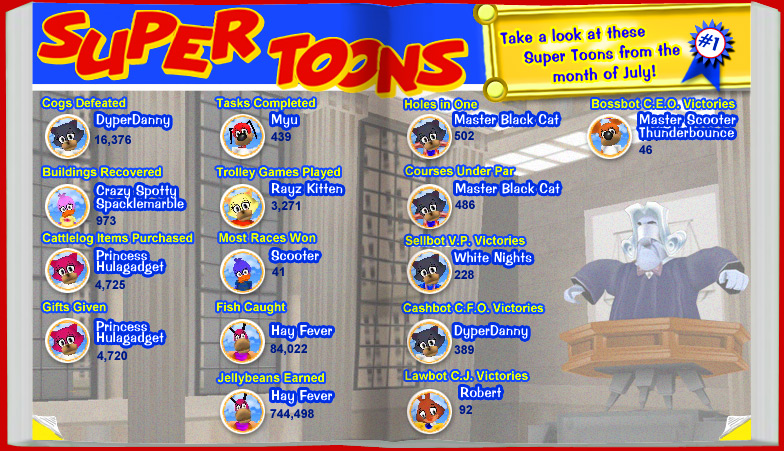 SUPER TOONS
Take a look at these
Super Toons from the
month of July!
#1
Cogs Defeated
DyperDanny
16,376
Buildings Recovered
Crazy Spotty
Spacklemarble
973
Cattlelog Items Purchased
Princess
Hulagadget
4,725
Gifts Given
Princess
Hulagadget
4,720
Tasks Completed
Myu
439
Trolley Games Played
Rayz Kitten
3,271
Most Races Won
Scooter
41
Fish Caught
Hay Fever
84,022
Jellybeans Earned
Hay Fever
744,498
Holes in One
Master Black Cat
502
Courses Under Par
Master Black Cat
486
Sellbot V.P. Victories
White Nights
228
Cashbot C.F.O. Victories
DyperDanny
389
Lawbot C.J. Victories
Robert
92
Bossbot C.E.O. Victories
Master Scooter
Thunderbounce
46